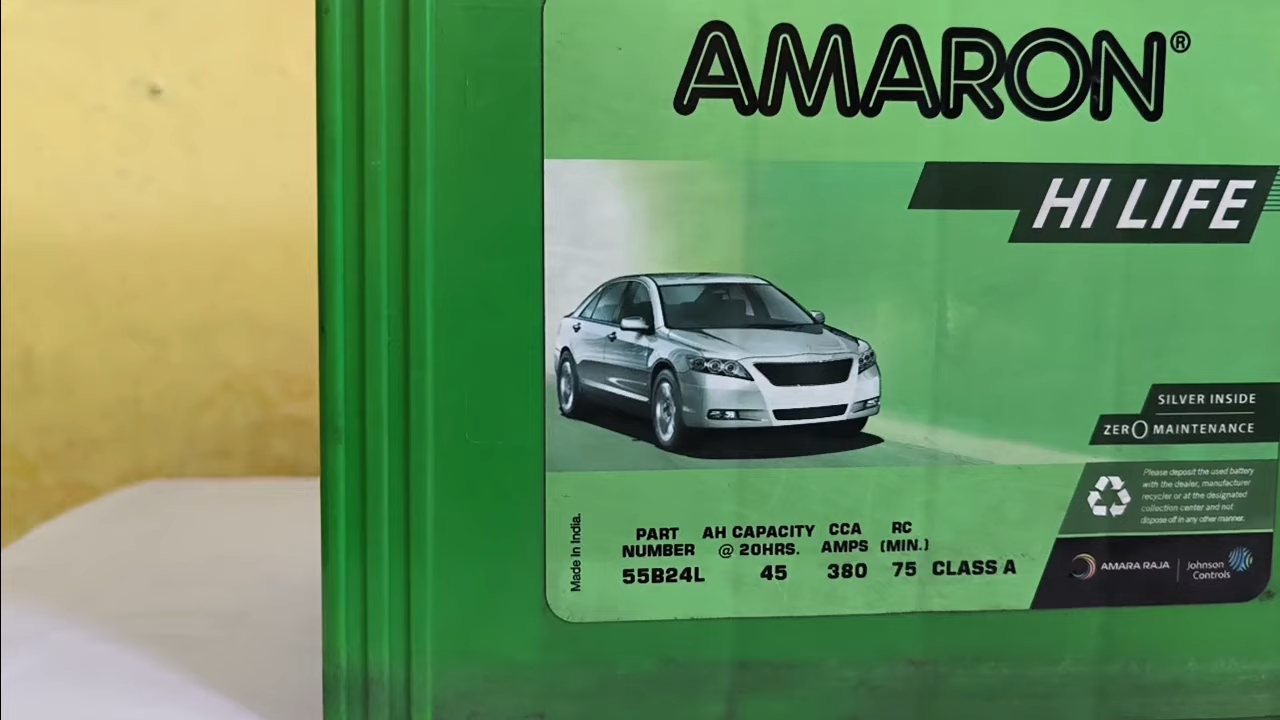 AMARON®
HI LIFE
SILVER INSIDE
ZERO MAINTENANCE
Please deposit the used battery
with the dealer, manufacturer
recycler or at the designated
collection center and not
dispose off in any other manner.
Made in India.
PART NUMBER AH CAPACITY @ 20HRS. CCA AMPS RC (MIN.)
55B24L 45 380 75 CLASS A
AMARA RAJA
Johnson
Controls